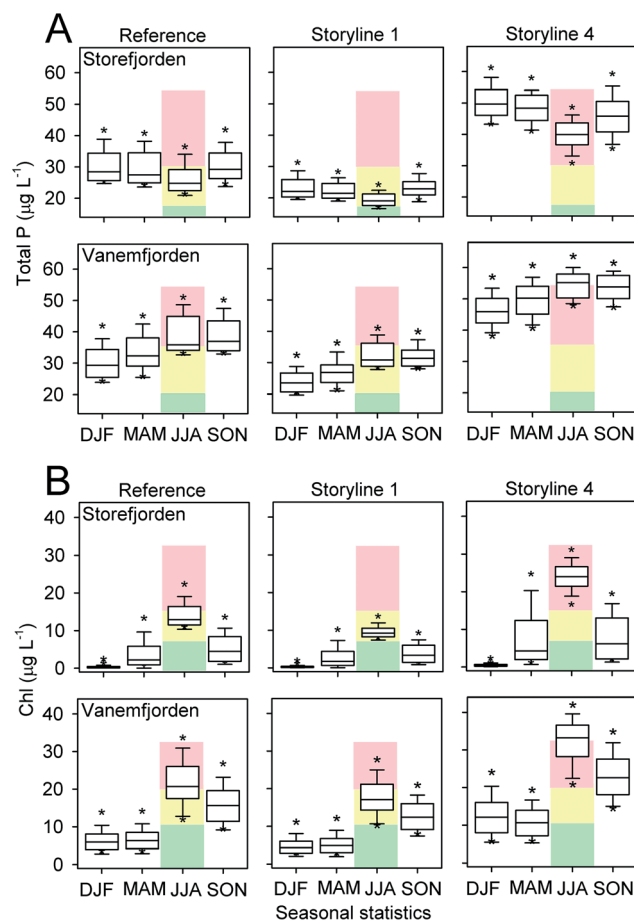 A
Reference Storyline 1 Storyline 4
Storefjorden
60
50
40
30
20
Total P (µg L⁻¹)
Vanemfjorden
60
50
40
30
20
DJF MAM JJA SON DJF MAM JJA SON DJF MAM JJA SON
B
Reference Storyline 1 Storyline 4
Storefjorden
40
30
20
10
0
Chl (µg L⁻¹)
Vanemfjorden
40
30
20
10
0
DJF MAM JJA SON DJF MAM JJA SON DJF MAM JJA SON
Seasonal statistics